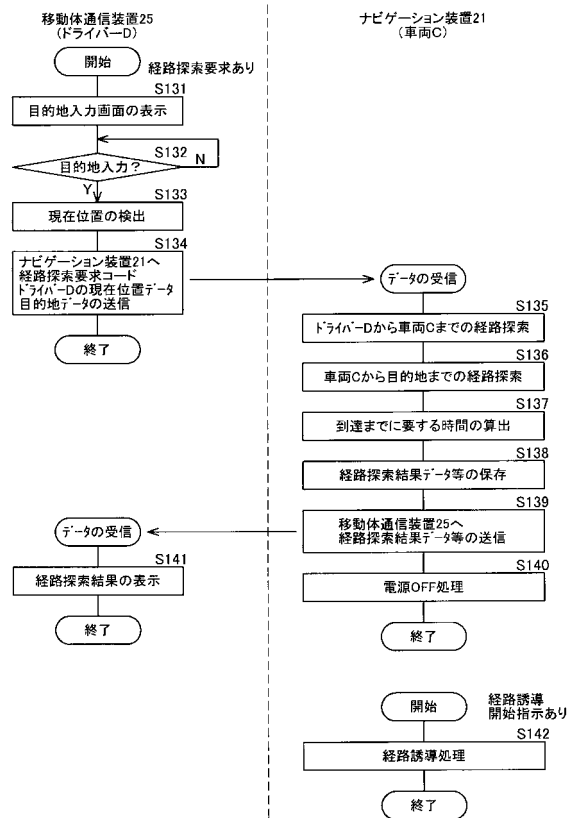 移動体通信装置25
(ドライバーD)
開始
経路探索要求あり
S131
目的地入力画面の表示
S132
目的地入力?
N
Y
S133
現在位置の検出
S134
ナビゲーション装置21へ
経路探索要求コード
ドライバーDの現在位置データ
目的地データの送信
終了
ナビゲーション装置21
(車両C)
データの受信
S135
ドライバーDから車両Cまでの経路探索
S136
車両Cから目的地までの経路探索
S137
到達までに要する時間の算出
S138
経路探索結果データ等の保存
S139
移動体通信装置25へ
経路探索結果データ等の送信
S140
電源OFF処理
終了
データの受信
S141
経路探索結果の表示
終了
開始
経路誘導
開始指示あり
S142
経路誘導処理
終了